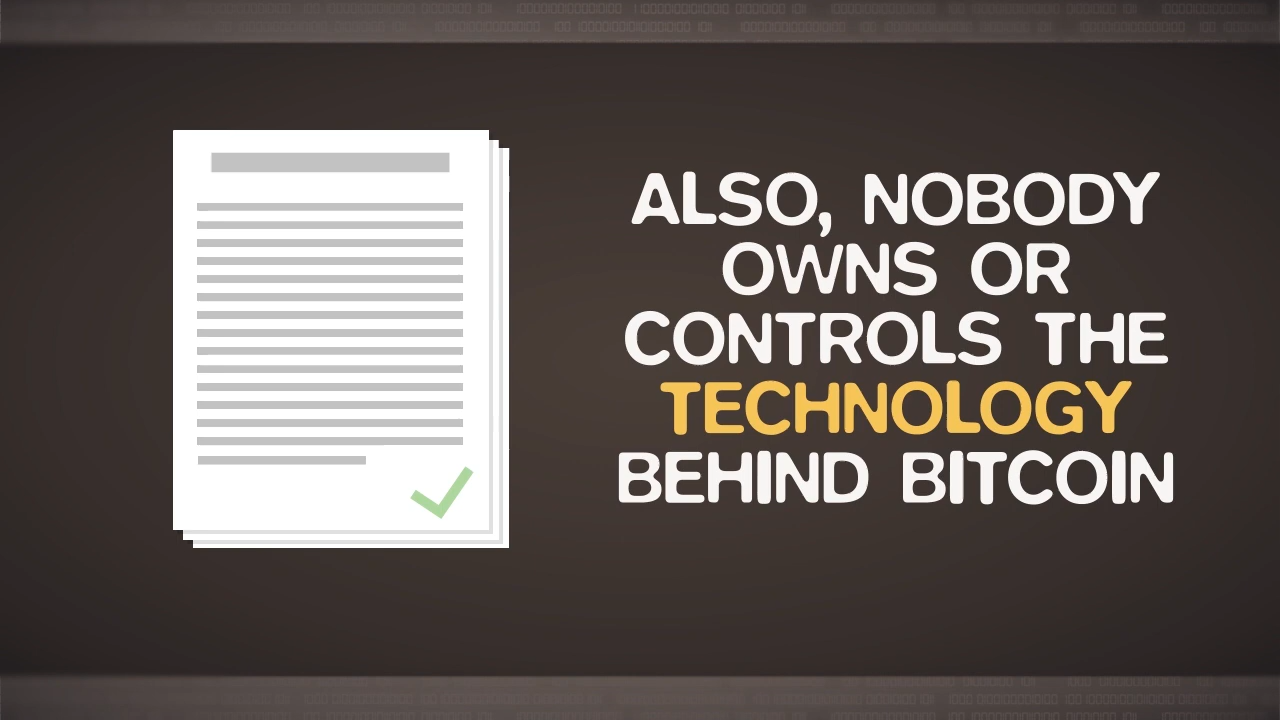 ALSO, NOBODY
OWNS OR
CONTROLS THE
TECHNOLOGY
BEHIND BITCOIN